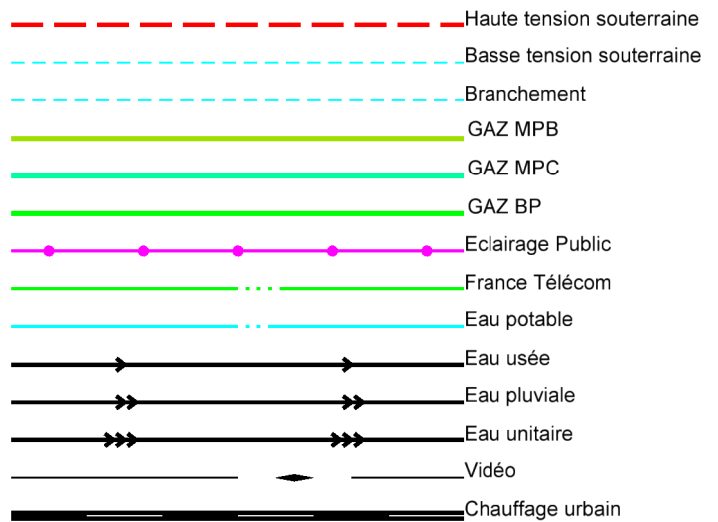 Haute tension souterraine
Basse tension souterraine
Branchement
GAZ MPB
GAZ MPC
GAZ BP
Eclairage Public
France Télécom
Eau potable
Eau usée
Eau pluviale
Eau unitaire
Vidéo
Chauffage urbain